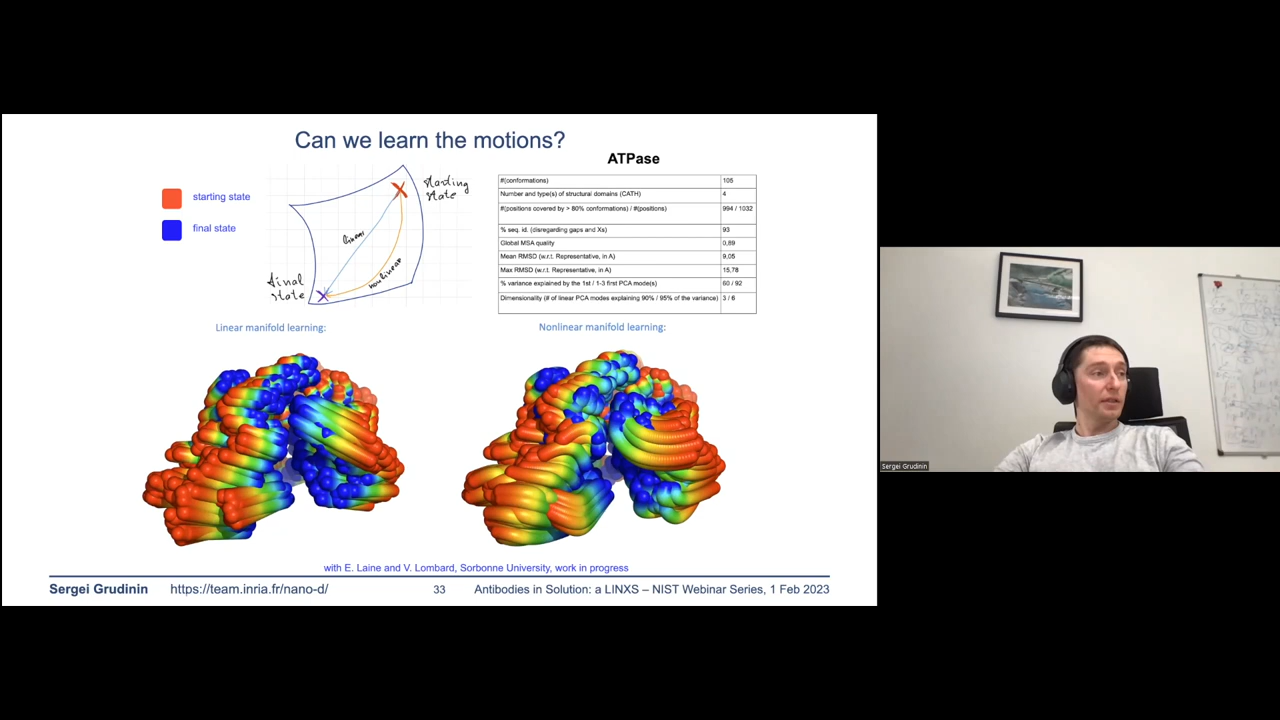 Can we learn the motions?
ATPase
starting state
final state
starting
state
linear
nonlinear
final
state
#(conformations) 105
Number and type(s) of structural domains (CATH) 4
#(positions covered by > 80% conformations) / #(positions) 994 / 1032
% seq. id. (disregarding gaps and Xs) 93
Global MSA quality 0,89
Mean RMSD (w.r.t. Representative, in A) 9,05
Max RMSD (w.r.t. Representative, in A) 15,78
% variance explained by the 1st / 1-3 first PCA mode(s) 60 / 92
Dimensionality (# of linear PCA modes explaining 90% / 95% of the variance) 3 / 6
Linear manifold learning:
Nonlinear manifold learning:
with E. Laine and V. Lombard, Sorbonne University, work in progress
Sergei Grudinin https://team.inria.fr/nano-d/ 33 Antibodies in Solution: a LINXS – NIST Webinar Series, 1 Feb 2023
Sergei Grudinin